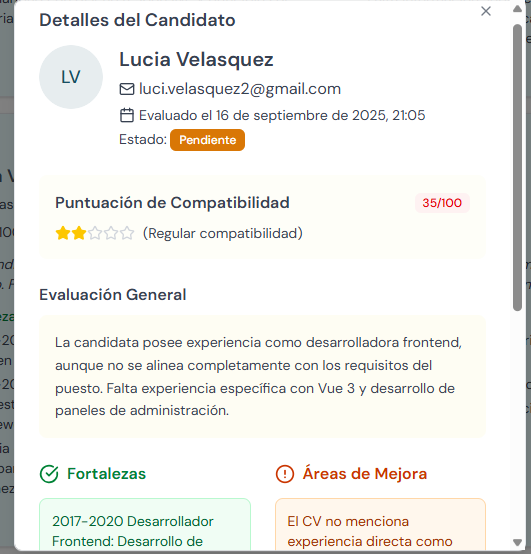 Detalles del Candidato
LV
Lucia Velasquez
luci.velasquez2@gmail.com
Evaluado el 16 de septiembre de 2025, 21:05
Estado: Pendiente
Puntuación de Compatibilidad
35/100
(Regular compatibilidad)
Evaluación General
La candidata posee experiencia como desarrolladora frontend,
aunque no se alinea completamente con los requisitos del
puesto. Falta experiencia específica con Vue 3 y desarrollo de
paneles de administración.
Fortalezas
2017-2020 Desarrollador
Frontend: Desarrollo de
Áreas de Mejora
El CV no menciona
experiencia directa como